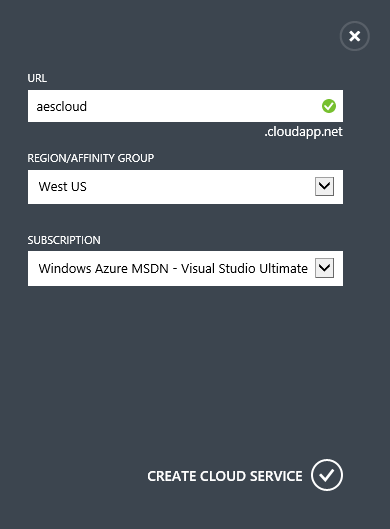 URL
aescloud
.cloudapp.net
REGION/AFFINITY GROUP
West US
SUBSCRIPTION
Windows Azure MSDN - Visual Studio Ultimate
CREATE CLOUD SERVICE